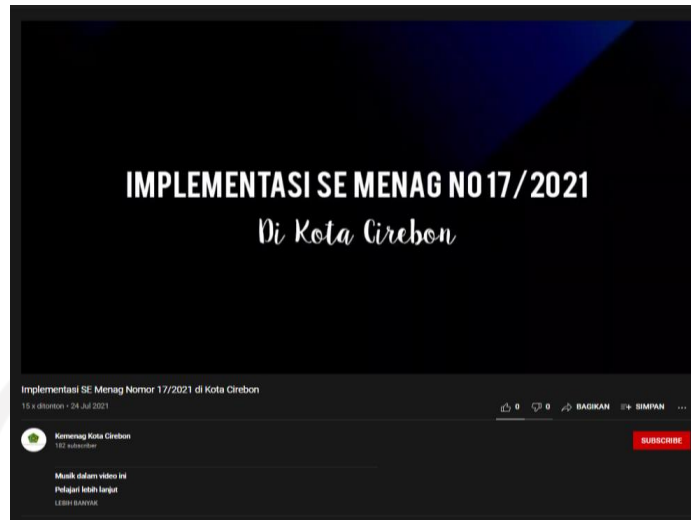 IMPLEMENTASI SE MENAG NO 17/2021
Di Kota Cirebon
Implementasi SE Menag Nomor 17/2021 di Kota Cirebon
15 x ditonton • 24 Jul 2021
0 0 BAGIKAN SIMPAN ...
Kemenag Kota Cirebon
182 subscriber
SUBSCRIBE
Musik dalam video ini
Pelajari lebih lanjut
LEBIH BANYAK